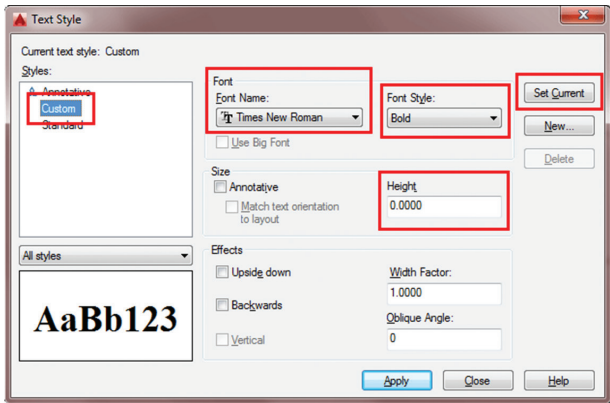 Text Style
Current text style: Custom
Styles:
Annotative
Custom
Standard
All styles
AaBb123
Font
Font Name:
Times New Roman
Use Big Font
Font Style:
Bold
Size
Annotative
Match text orientation
to layout
Height
0.0000
Effects
Upside down
Backwards
Vertical
Width Factor:
1.0000
Oblique Angle:
0
Set Current
New...
Delete
Apply
Close
Help